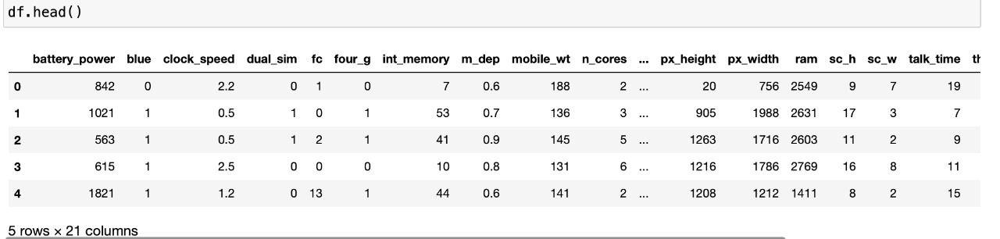 df.head()
battery_power blue clock_speed dual_sim fc four_g int_memory m_dep mobile_wt n_cores ... px_height px_width ram sc_h sc_w talk_time th
0 842 0 2.2 0 1 0 7 0.6 188 2 ... 20 756 2549 9 7 19
1 1021 1 0.5 1 0 1 53 0.7 136 3 ... 905 1988 2631 17 3 7
2 563 1 0.5 1 2 1 41 0.9 145 5 ... 1263 1716 2603 11 2 9
3 615 1 2.5 0 0 0 10 0.8 131 6 ... 1216 1786 2769 16 8 11
4 1821 1 1.2 0 13 1 44 0.6 141 2 ... 1208 1212 1411 8 2 15
5 rows × 21 columns